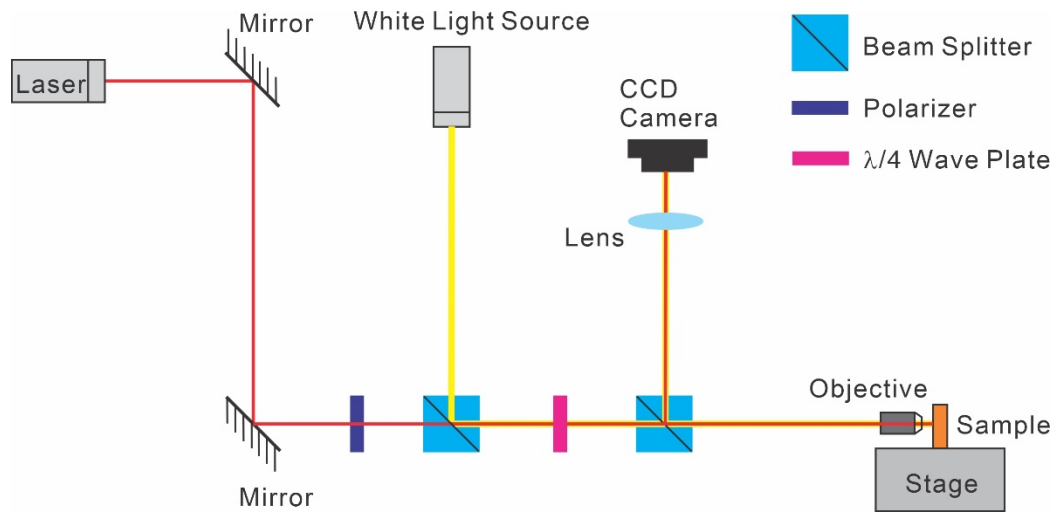 Mirror
White Light Source
Laser
CCD
Camera
Beam Splitter
Polarizer
λ/4 Wave Plate
Lens
Objective
Sample
Stage
Mirror